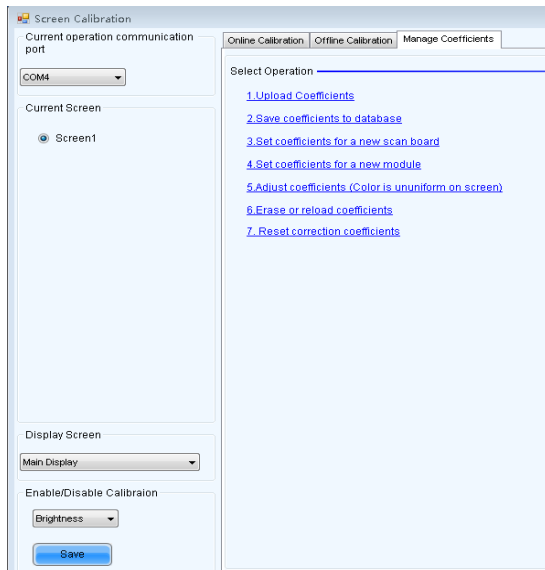 Screen Calibration
Current operation communication
port
COM4
Current Screen
Screen1
Display Screen
Main Display
Enable/Disable Calibraion
Brightness
Save
Online Calibration
Offline Calibration
Manage Coefficients
Select Operation
1.Upload Coefficients
2.Save coefficients to database
3.Set coefficients for a new scan board
4.Set coefficients for a new module
5.Adjust coefficients (Color is ununiform on screen)
6.Erase or reload coefficients
7. Reset correction coefficients